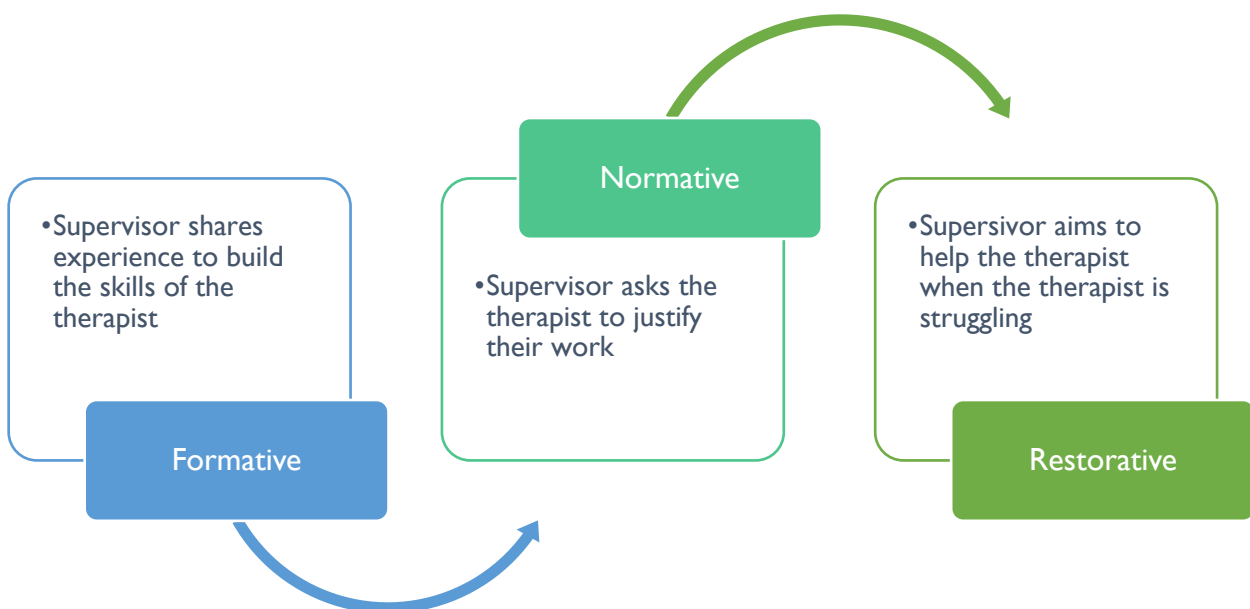 •Supervisor shares
experience to build
the skills of the
therapist
Formative
Normative
•Supervisor asks the
therapist to justify
their work
•Supersivor aims to
help the therapist
when the therapist is
struggling
Restorative